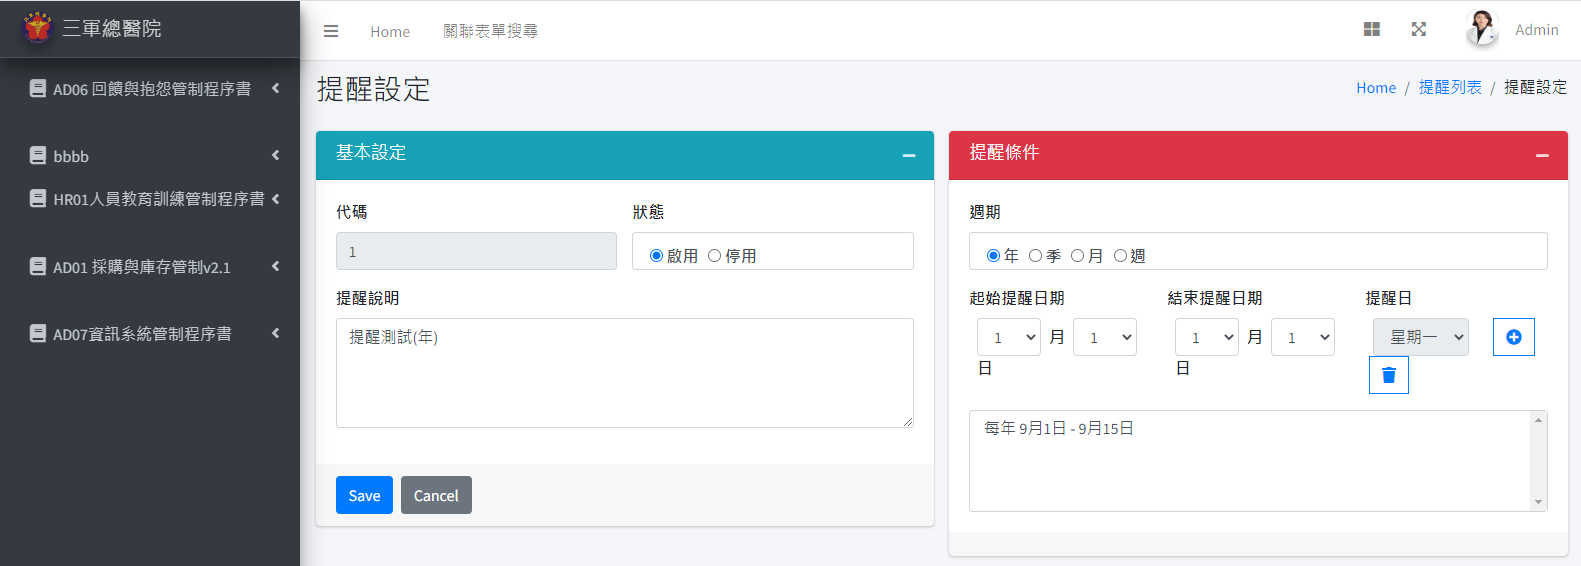 三軍總醫院
Home
關聯表單搜尋
Admin
AD06 回饋與抱怨管制程序書
bbbb
HR01人員教育訓練管制程序書
AD01 採購與庫存管制v2.1
AD07資訊系統管制程序書
提醒設定
Home / 提醒列表 / 提醒設定
基本設定
代碼
狀態
1
啟用 停用
提醒說明
提醒測試(年)
Save
Cancel
提醒條件
週期
年 季 月 週
起始提醒日期
結束提醒日期
提醒日
1 月 1
日
1 月 1
日
星期一
每年 9月1日 - 9月15日